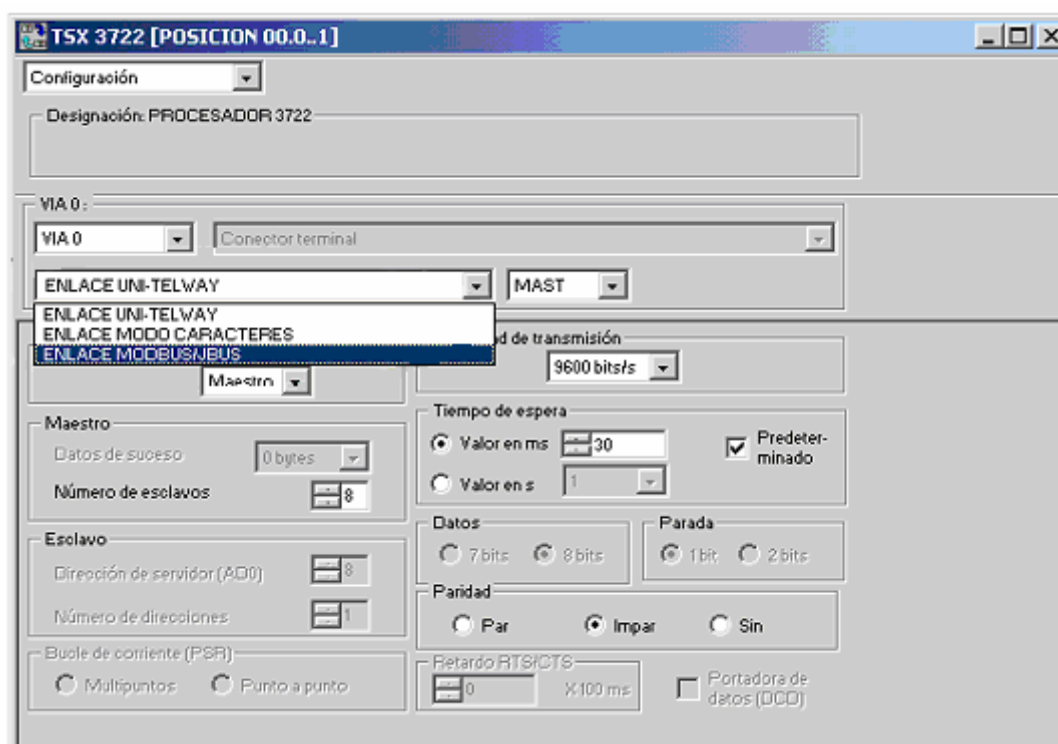 TSX 3722 [POSICION 00.0..1]
Configuración
Designación: PROCESADOR 3722
VIA 0 :
VIA 0 Conector terminal
ENLACE UNI-TELWAY MAST
ENLACE UNI-TELWAY
ENLACE MODO CARACTERES
ENLACE MODBUS/JBUS
d de transmisión
Maestro
9600 bits/s
Maestro
Datos de suceso 0 bytes
Número de esclavos 8
Tiempo de espera
Valor en ms 30
Predeter-
minado
Valor en s 1
Esclavo
Dirección de servidor (AD0) 8
Número de direcciones 1
Datos
7 bits 8 bits
Parada
1 bit 2 bits
Paridad
Par Impar Sin
Bucle de corriente (PSR)
Multipuntos Punto a punto
Retardo RTS/CTS
0 X 100 ms
Portadora de
datos (DCD)